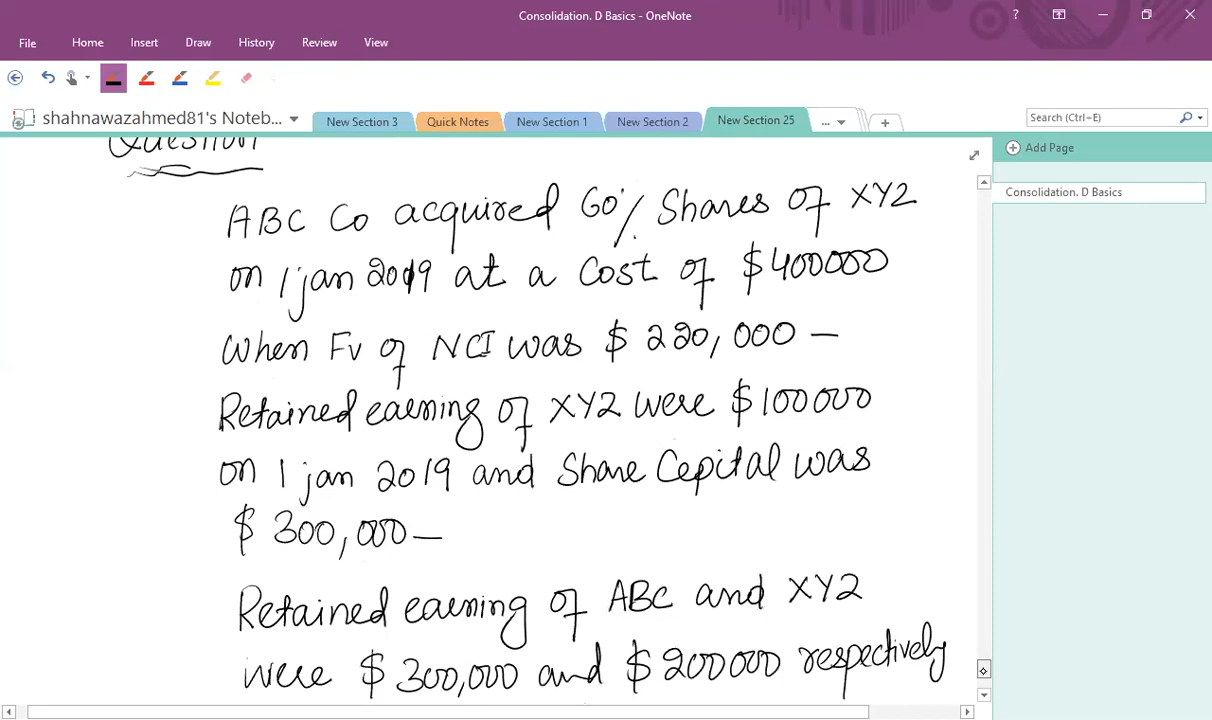 Consolidation. D Basics - OneNote
?
File
Home
Insert
Draw
History
Review
View
shahnawazahmed81's Noteb...
New Section 3
Quick Notes
New Section 1
New Section 2
New Section 25
...
Search (Ctrl+E)
Add Page
Consolidation. D Basics
Question
ABC Co acquired 60% Shares of XYZ
on 1 jan 2019 at a Cost of $400000
When Fv of NCI was $ 220,000 —
Retained earning of XYZ were $100000
on 1 jan 2019 and Share Cepital was
$ 300,000 —
Retained earning of ABC and XYZ
were $ 300,000 and $200000 respectively